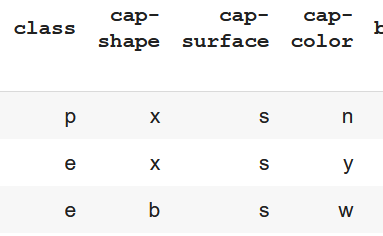 class cap-shape cap-surface cap-color b
p x s n
e x s y
e b s w